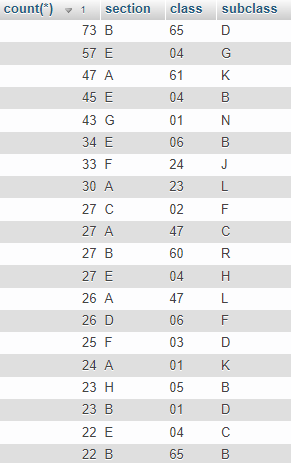 count(*) 1 section class subclass
73 B 65 D
57 E 04 G
47 A 61 K
45 E 04 B
43 G 01 N
34 E 06 B
33 F 24 J
30 A 23 L
27 C 02 F
27 A 47 C
27 B 60 R
27 E 04 H
26 A 47 L
26 D 06 F
25 F 03 D
24 A 01 K
23 H 05 B
23 B 01 D
22 E 04 C
22 B 65 B